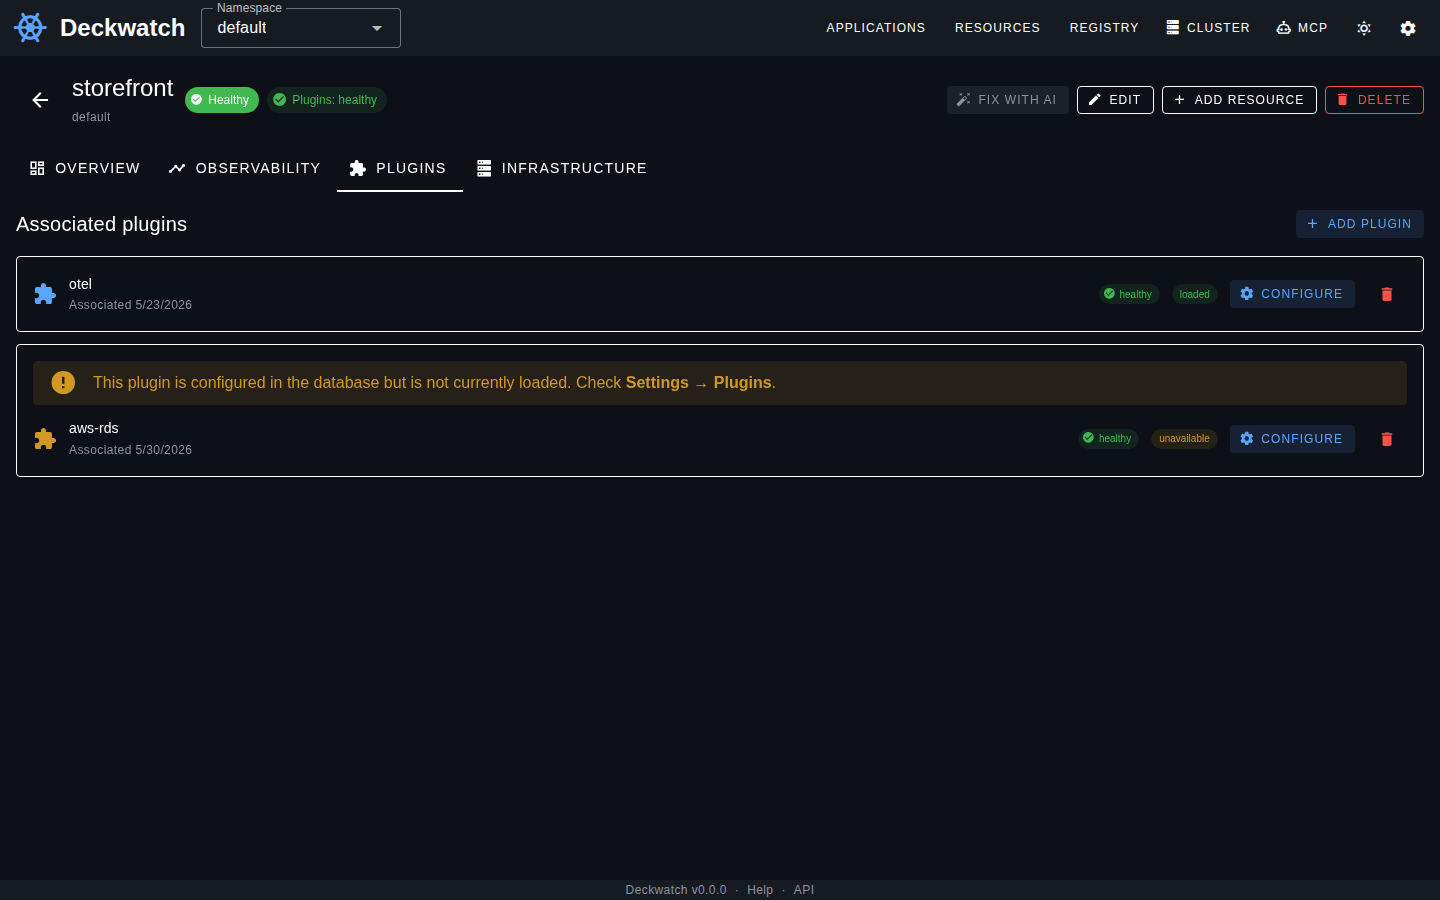 Deckwatch
Namespace
default
APPLICATIONS
RESOURCES
REGISTRY
CLUSTER
MCP
storefront
default
Healthy
Plugins: healthy
FIX WITH AI
EDIT
ADD RESOURCE
DELETE
OVERVIEW
OBSERVABILITY
PLUGINS
INFRASTRUCTURE
Associated plugins
ADD PLUGIN
otel
Associated 5/23/2026
healthy
loaded
CONFIGURE
This plugin is configured in the database but is not currently loaded. Check Settings → Plugins.
aws-rds
Associated 5/30/2026
healthy
unavailable
CONFIGURE
Deckwatch v0.0.0 · Help · API